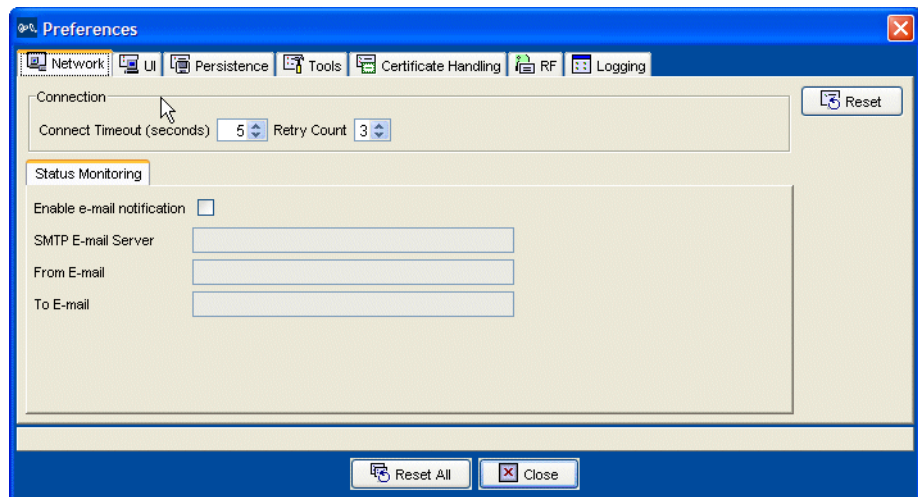 Preferences
Network UI Persistence Tools Certificate Handling RF Logging
Connection
Reset
Connect Timeout (seconds) 5 Retry Count 3
Status Monitoring
Enable e-mail notification
SMTP E-mail Server
From E-mail
To E-mail
Reset All Close